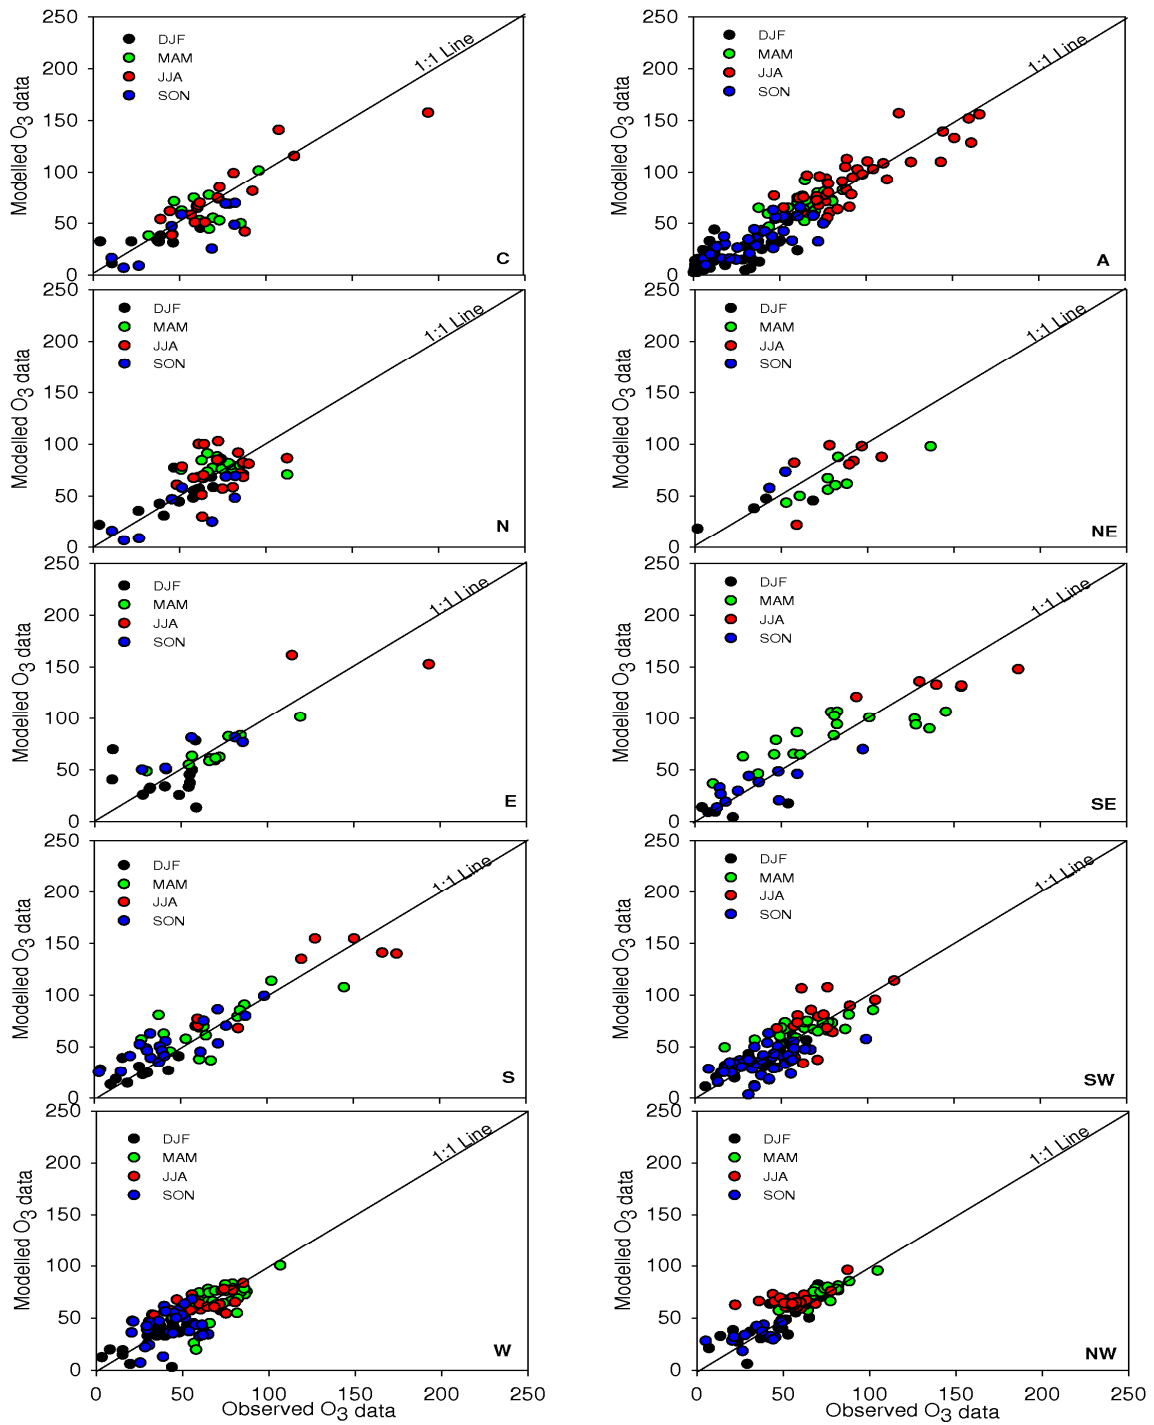 250
200
150
100
50
0
Modelled O3 data
DJF
MAM
JJA
SON
1:1 Line
C
250
200
150
100
50
0
Modelled O3 data
DJF
MAM
JJA
SON
1:1 Line
A
250
200
150
100
50
0
Modelled O3 data
DJF
MAM
JJA
SON
1:1 Line
N
250
200
150
100
50
0
Modelled O3 data
DJF
MAM
JJA
SON
1:1 Line
NE
250
200
150
100
50
0
Modelled O3 data
DJF
MAM
JJA
SON
1:1 Line
E
250
200
150
100
50
0
Modelled O3 data
DJF
MAM
JJA
SON
1:1 Line
SE
250
200
150
100
50
0
Modelled O3 data
DJF
MAM
JJA
SON
1:1 Line
S
250
200
150
100
50
0
Modelled O3 data
DJF
MAM
JJA
SON
1:1 Line
SW
250
200
150
100
50
0
Modelled O3 data
DJF
MAM
JJA
SON
1:1 Line
W
0 50 100 150 200 250
Observed O3 data
250
200
150
100
50
0
Modelled O3 data
DJF
MAM
JJA
SON
1:1 Line
NW
0 50 100 150 200 250
Observed O3 data